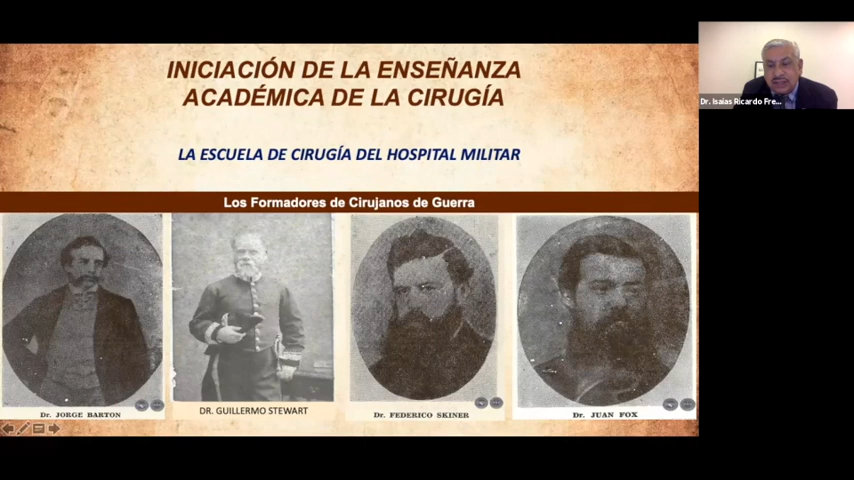 INICIACIÓN DE LA ENSEÑANZA
ACADÉMICA DE LA CIRUGÍA
LA ESCUELA DE CIRUGÍA DEL HOSPITAL MILITAR
Los Formadores de Cirujanos de Guerra
Dr. JORGE BARTON
DR. GUILLERMO STEWART
Dr. FEDERICO SKINER
Dr. JUAN FOX
Dr. Isaias Ricardo Fre...